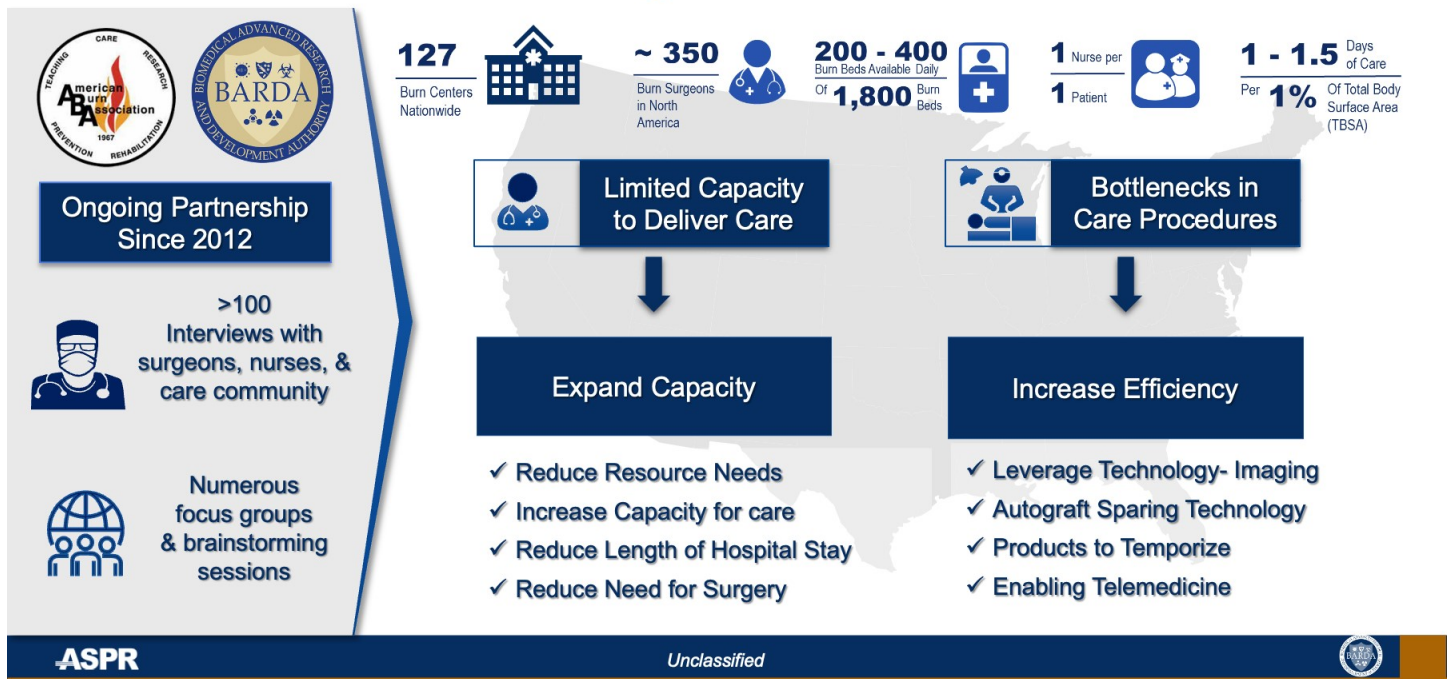 TEACHING
CARE
RESEARCH
American
Burn
Association
1967
PREVENTION
REHABILITATION
BIOMEDICAL ADVANCED RESEARCH
BARDA
AND DEVELOPMENT AUTHORITY
Ongoing Partnership
Since 2012
>100
Interviews with
surgeons, nurses, &
care community
Numerous
focus groups
& brainstorming
sessions
127
Burn Centers
Nationwide
~ 350
Burn Surgeons
in North
America
200 - 400
Burn Beds Available Daily
Of 1,800 Burn
Beds
1 Nurse per
1 Patient
1 - 1.5 Days
of Care
Per 1% Of Total Body
Surface Area
(TBSA)
Limited Capacity
to Deliver Care
Expand Capacity
✓ Reduce Resource Needs
✓ Increase Capacity for care
✓ Reduce Length of Hospital Stay
✓ Reduce Need for Surgery
Bottlenecks in
Care Procedures
Increase Efficiency
✓ Leverage Technology- Imaging
✓ Autograft Sparing Technology
✓ Products to Temporize
✓ Enabling Telemedicine
ASPR
Unclassified
BARDA